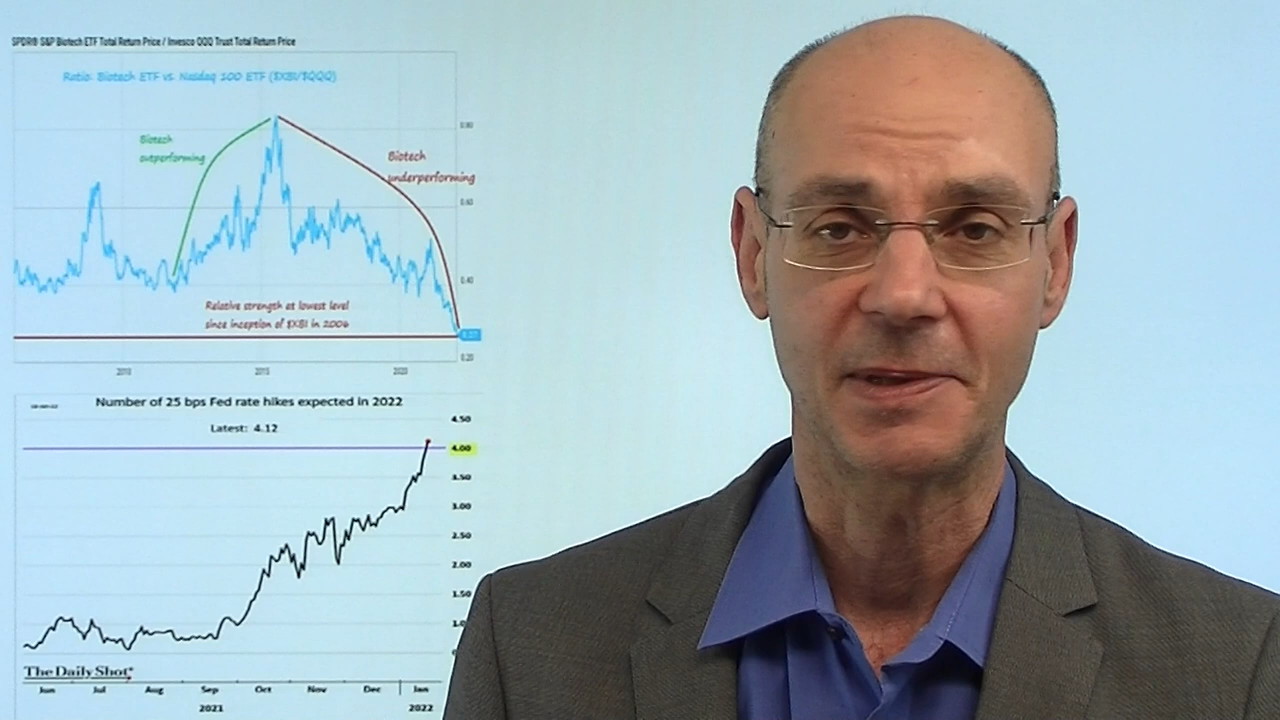 SPDR® S&P Biotech ETF Total Return Price / Invesco QQQ Trust Total Return Price
Ratio: Biotech ETF vs. Nasdaq 100 ETF ($XBI/$QQQ)
0.80
Biotech
outperforming
Biotech
underperforming
0.60
0.40
Relative strength at lowest level
since inception of $XBI in 2006
0.20
2010 2015 2020
Number of 25 bps Fed rate hikes expected in 2022
4.50
Latest: 4.12
4.00
3.50
3.00
2.50
2.00
1.50
The Daily Shot
Jun Jul Aug Sep Oct Nov Dec Jan
2021 2022